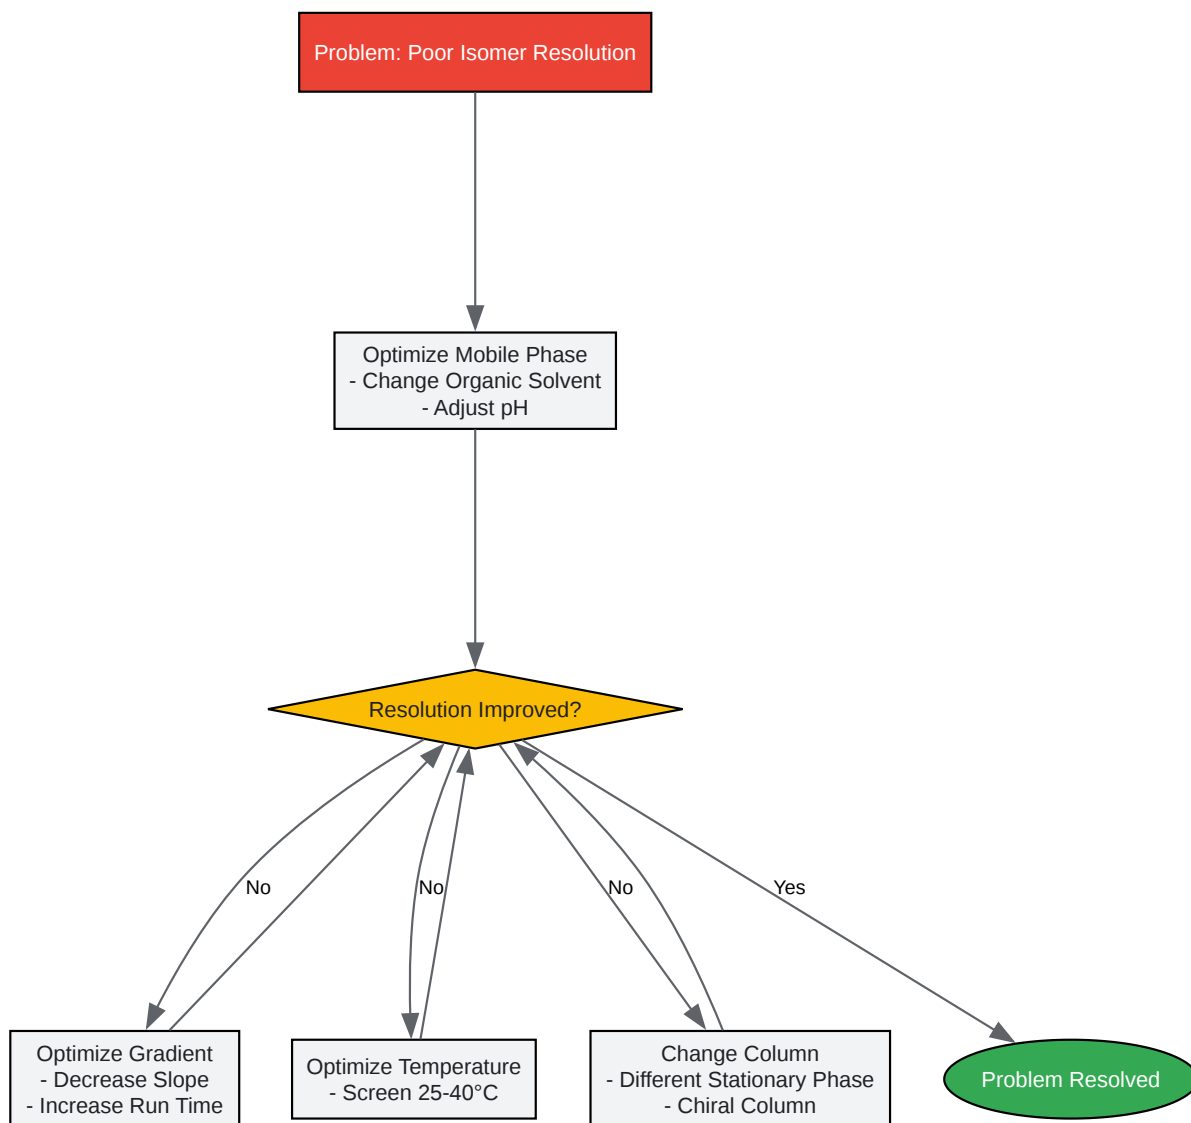 Problem: Poor Isomer Resolution
Optimize Mobile Phase
- Change Organic Solvent
- Adjust pH
Resolution Improved?
No
No
No
Yes
Optimize Gradient
- Decrease Slope
- Increase Run Time
Optimize Temperature
- Screen 25-40°C
Change Column
- Different Stationary Phase
- Chiral Column
Problem Resolved